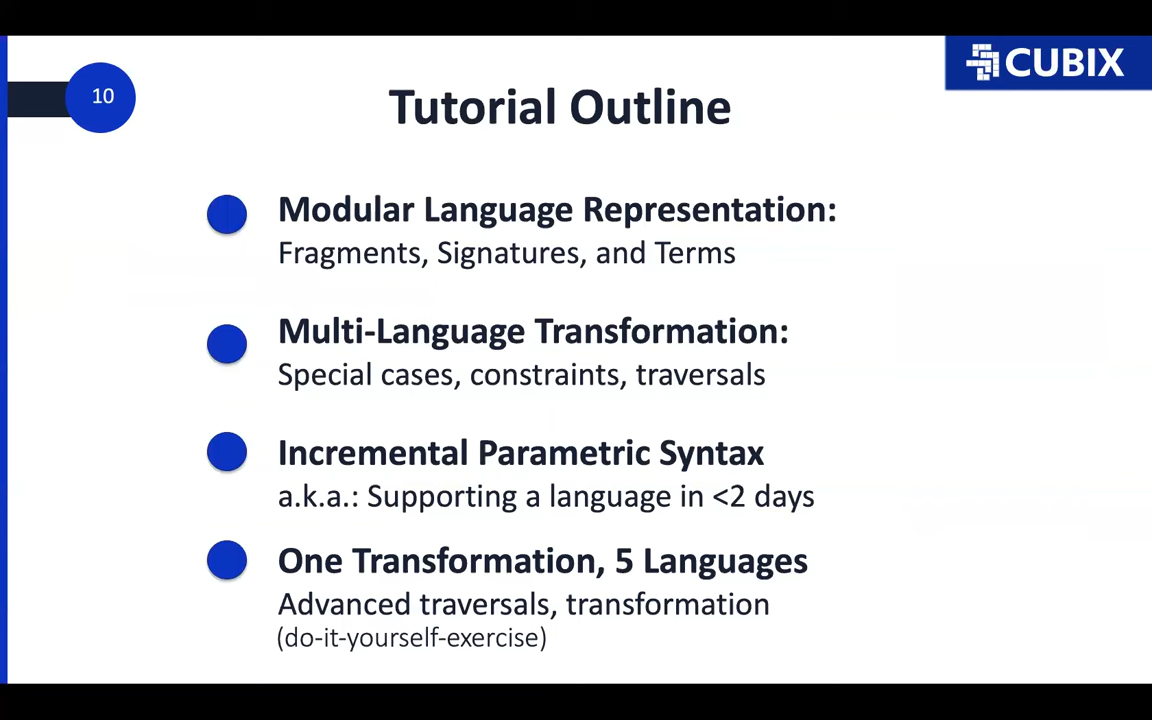 10
CUBIX
Tutorial Outline
Modular Language Representation:
Fragments, Signatures, and Terms
Multi-Language Transformation:
Special cases, constraints, traversals
Incremental Parametric Syntax
a.k.a.: Supporting a language in <2 days
One Transformation, 5 Languages
Advanced traversals, transformation
(do-it-yourself-exercise)